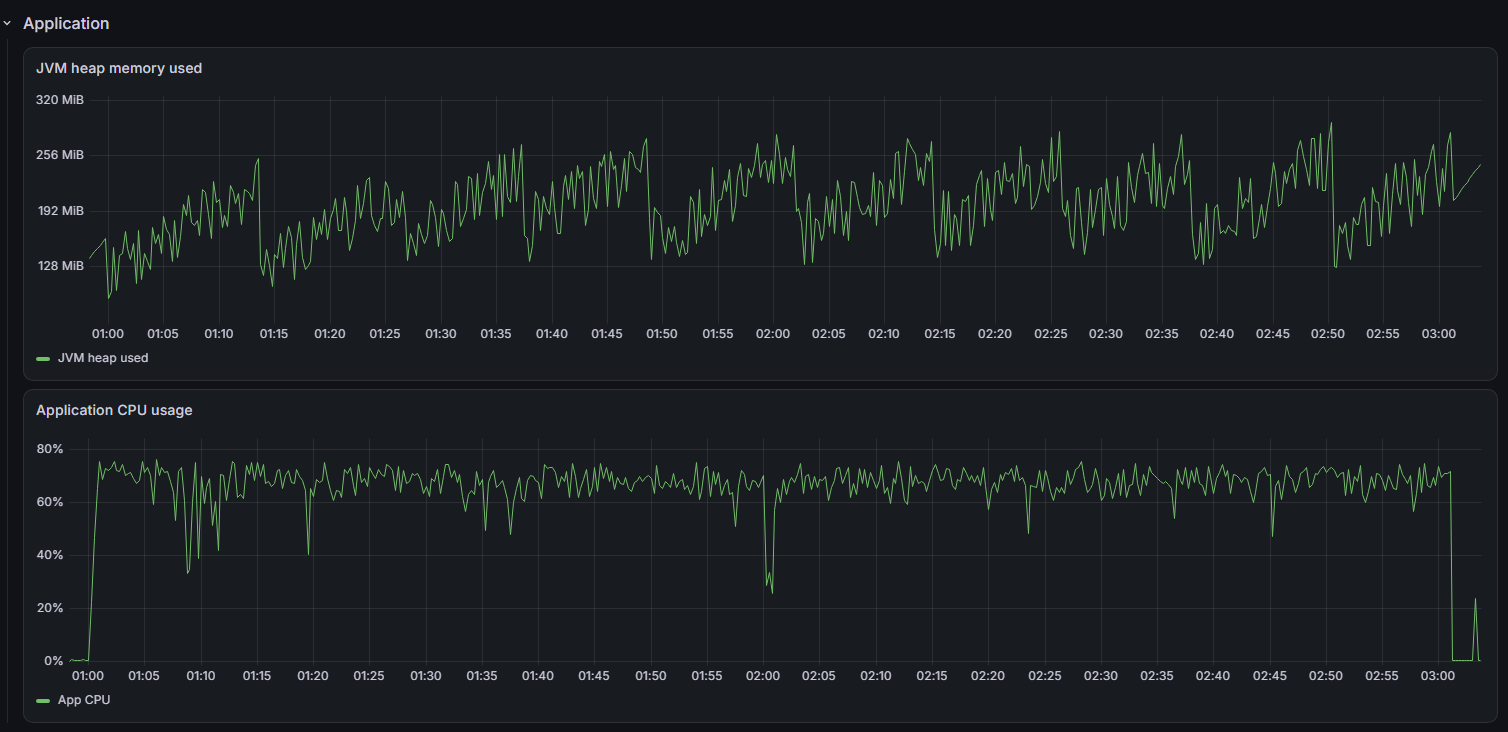 Application
JVM heap memory used
320 MiB
256 MiB
192 MiB
128 MiB
01:00 01:05 01:10 01:15 01:20 01:25 01:30 01:35 01:40 01:45 01:50 01:55 02:00 02:05 02:10 02:15 02:20 02:25 02:30 02:35 02:40 02:45 02:50 02:55 03:00
JVM heap used
Application CPU usage
80%
60%
40%
20%
0%
01:00 01:05 01:10 01:15 01:20 01:25 01:30 01:35 01:40 01:45 01:50 01:55 02:00 02:05 02:10 02:15 02:20 02:25 02:30 02:35 02:40 02:45 02:50 02:55 03:00
App CPU